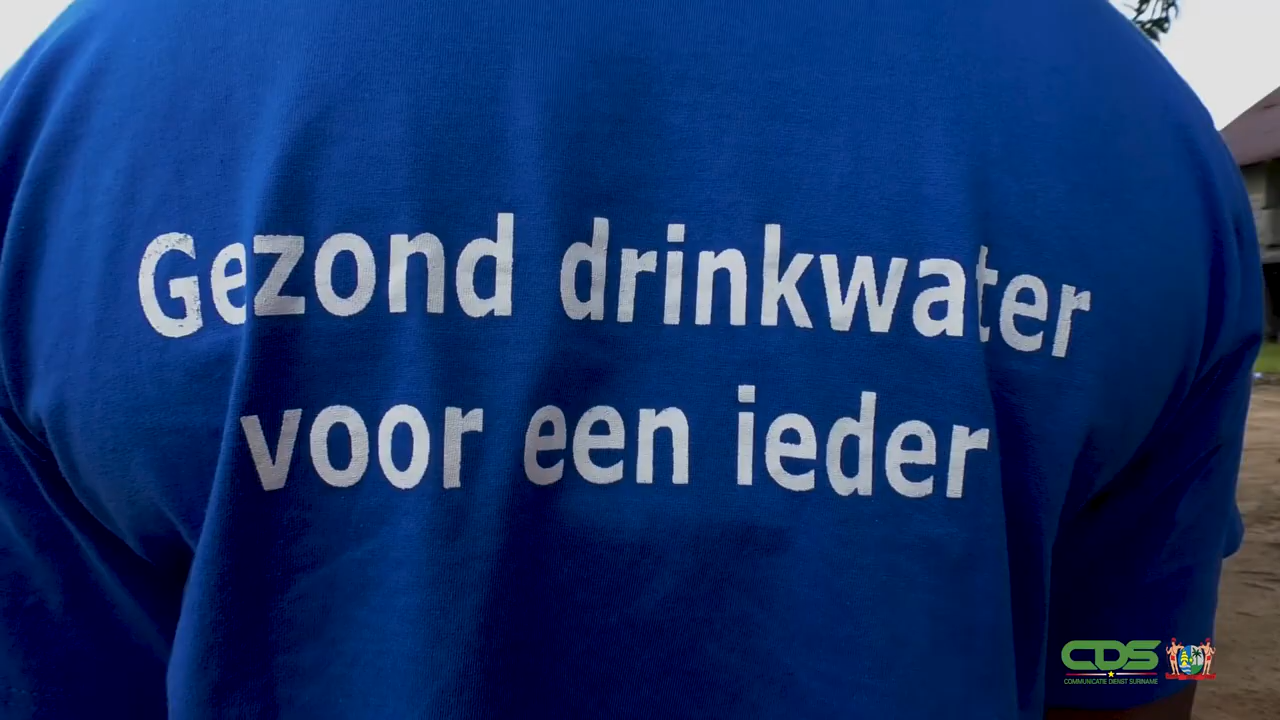 Gezond drinkwater
voor een ieder
CDS
COMMUNICATIE DIENST SURINAME